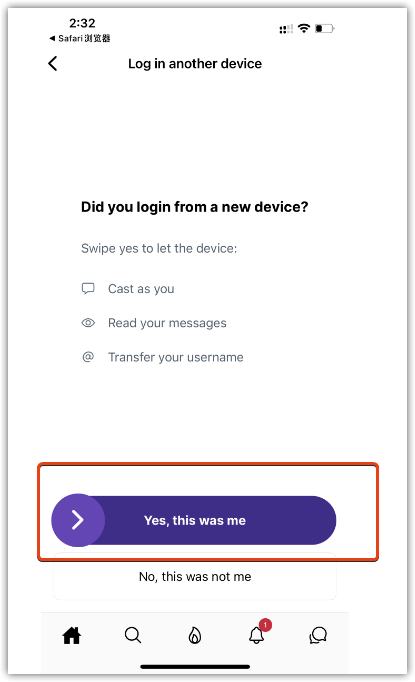 2:32
◀ Safari 浏览器
Log in another device
Did you login from a new device?
Swipe yes to let the device:
Cast as you
Read your messages
@ Transfer your username
Yes, this was me
No, this was not me
1